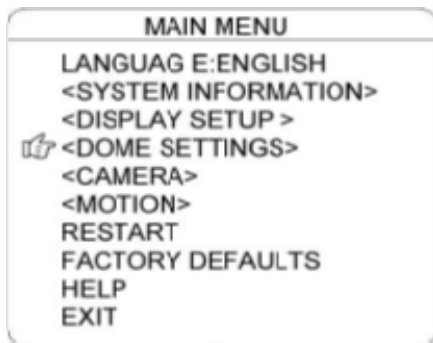 MAIN MENU
LANGUAG E:ENGLISH
<SYSTEM INFORMATION>
<DISPLAY SETUP >
<DOME SETTINGS>
<CAMERA>
<MOTION>
RESTART
FACTORY DEFAULTS
HELP
EXIT